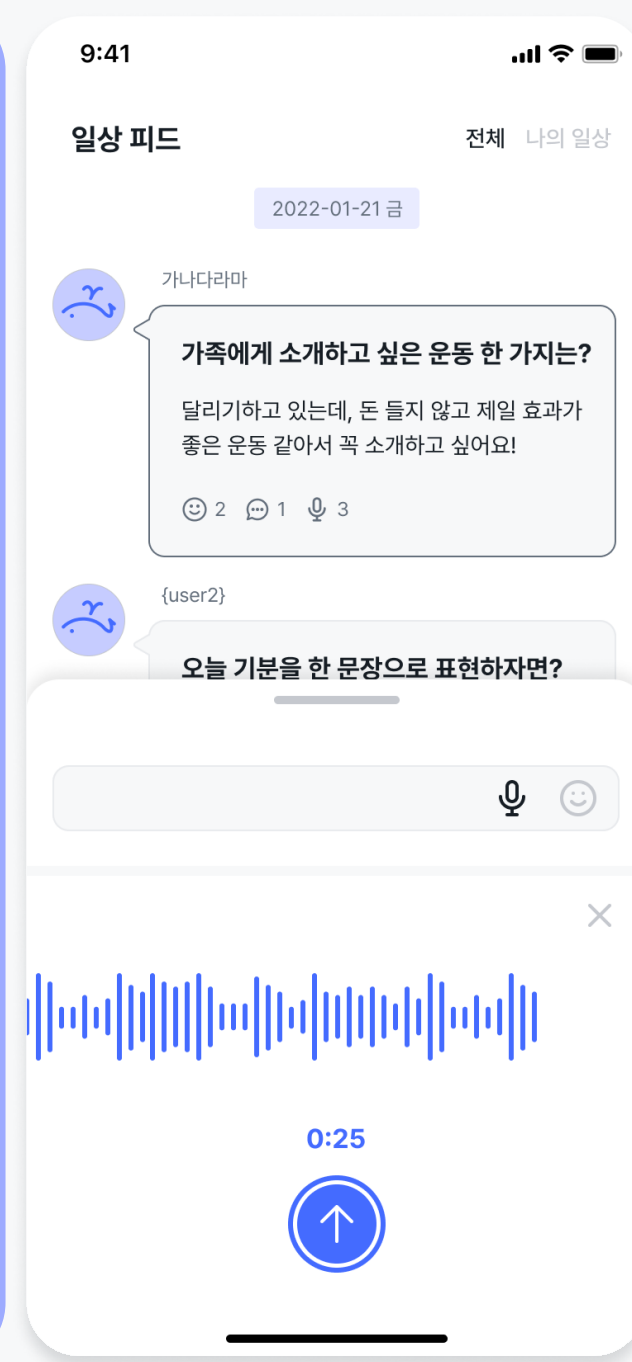 9:41
일상 피드
전체 나의 일상
2022-01-21 금
가나다라마
가족에게 소개하고 싶은 운동 한 가지는?
달리기하고 있는데, 돈 들지 않고 제일 효과가
좋은 운동 같아서 꼭 소개하고 싶어요!
2 1 3
{user2}
오늘 기분을 한 문장으로 표현하자면?
0:25